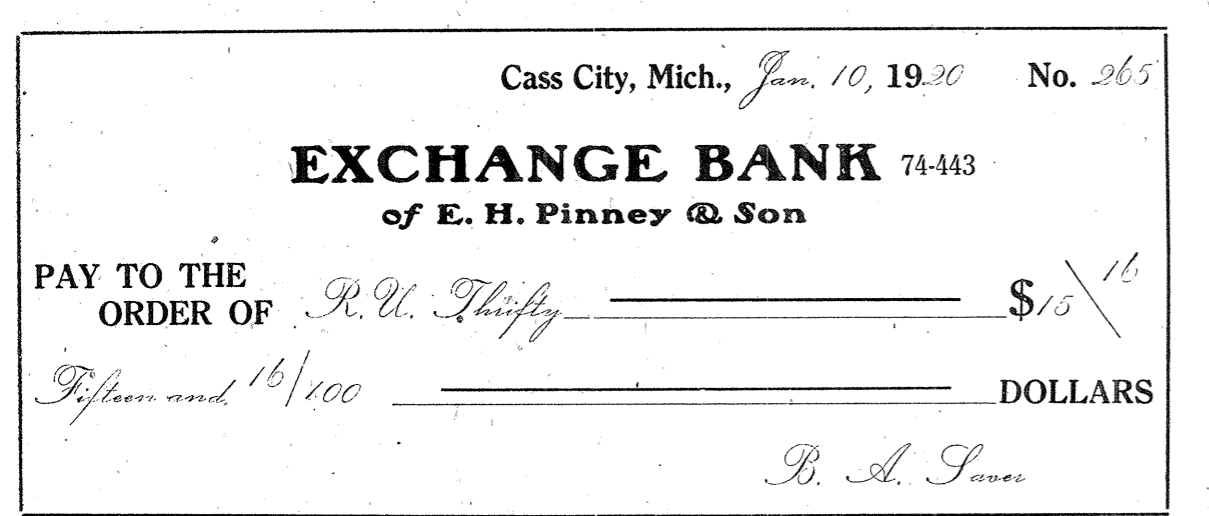 Cass City, Mich., Jan. 10, 1920 No. 265
EXCHANGE BANK 74-443
of E. H. Pinney & Son
PAY TO THE
ORDER OF R. U. Thrifty $15 16
Fifteen and 16/100 DOLLARS
B. A. Saver